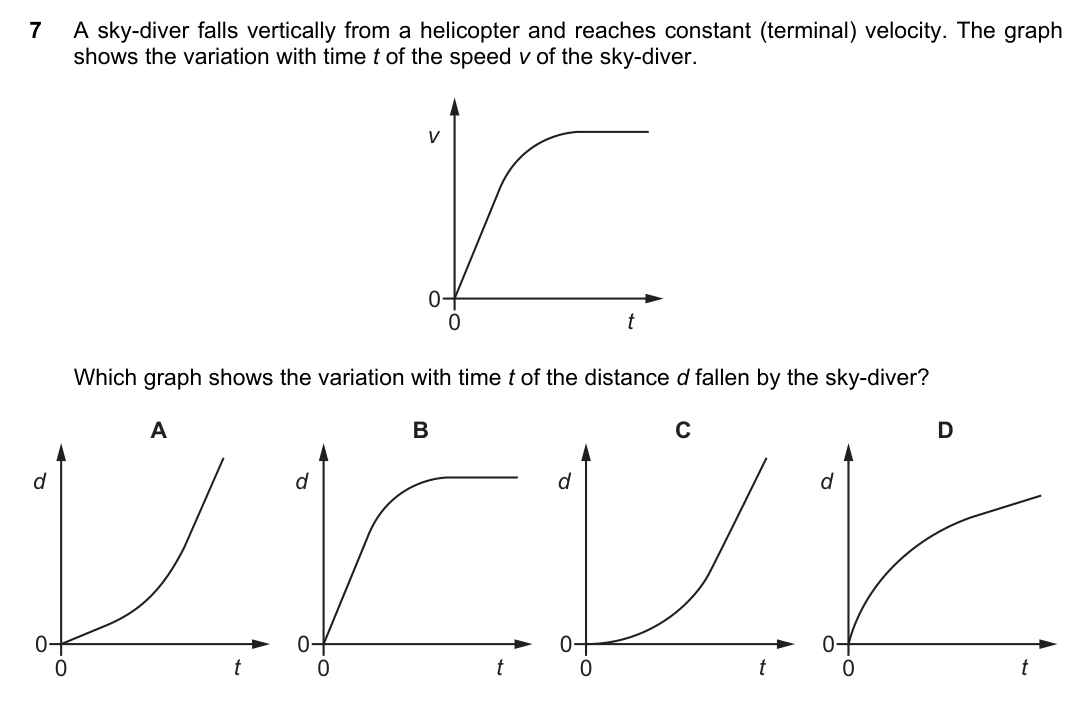 7 A sky-diver falls vertically from a helicopter and reaches constant (terminal) velocity. The graph
shows the variation with time t of the speed v of the sky-diver.
v
0
0
t
Which graph shows the variation with time t of the distance d fallen by the sky-diver?
A B C D
d d d d
0 0 0 0
0 t 0 t 0 t 0 t